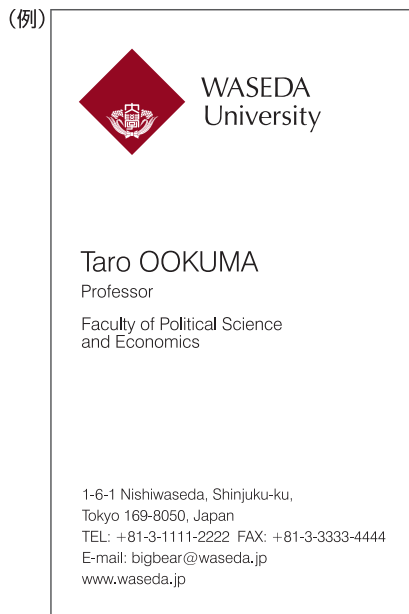 (例)
WASEDA
University
Taro OOKUMA
Professor
Faculty of Political Science
and Economics
1-6-1 Nishiwaseda, Shinjuku-ku,
Tokyo 169-8050, Japan
TEL: +81-3-1111-2222 FAX: +81-3-3333-4444
E-mail: bigbear@waseda.jp
www.waseda.jp